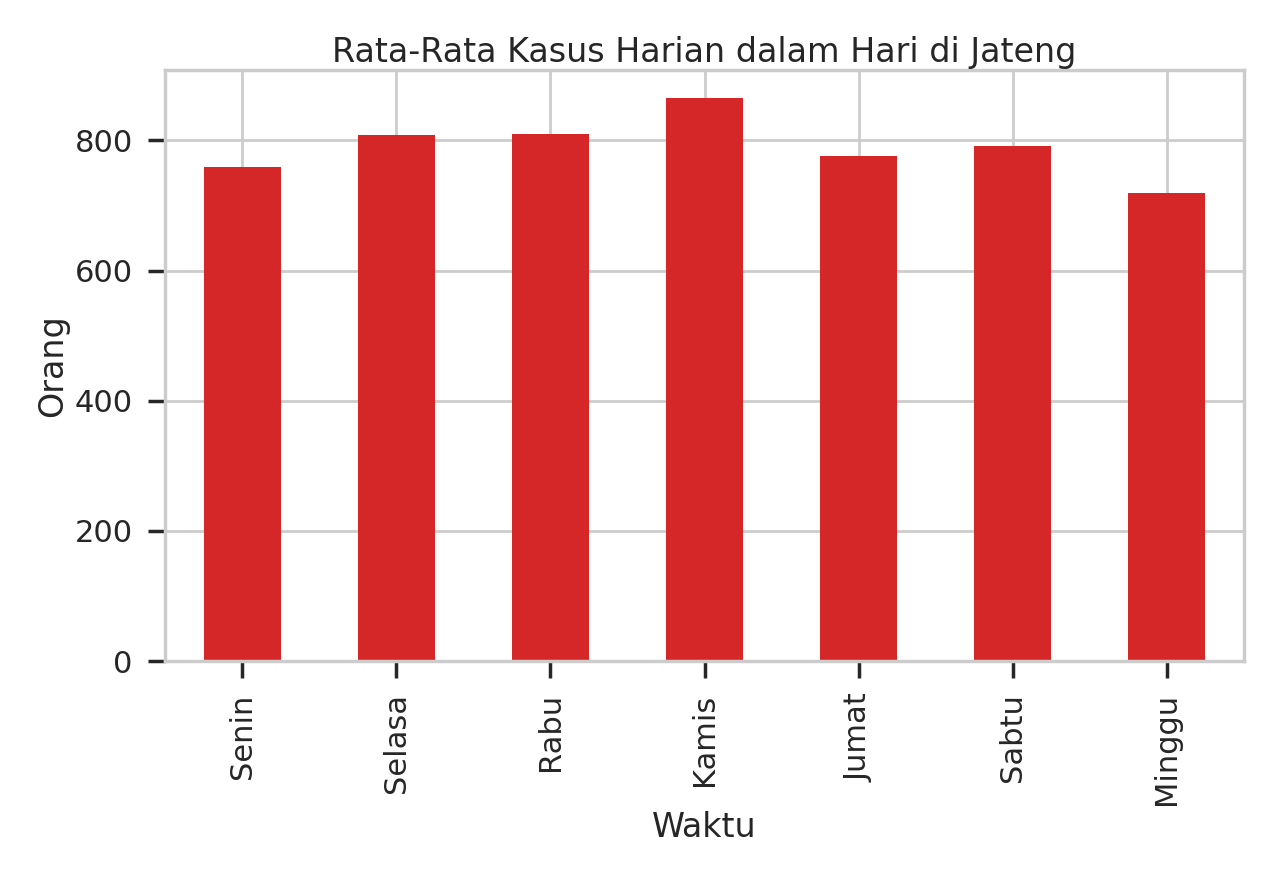 Rata-Rata Kasus Harian dalam Hari di Jateng
Orang
800
600
400
200
0
Senin
Selasa
Rabu
Kamis
Jumat
Sabtu
Minggu
Waktu